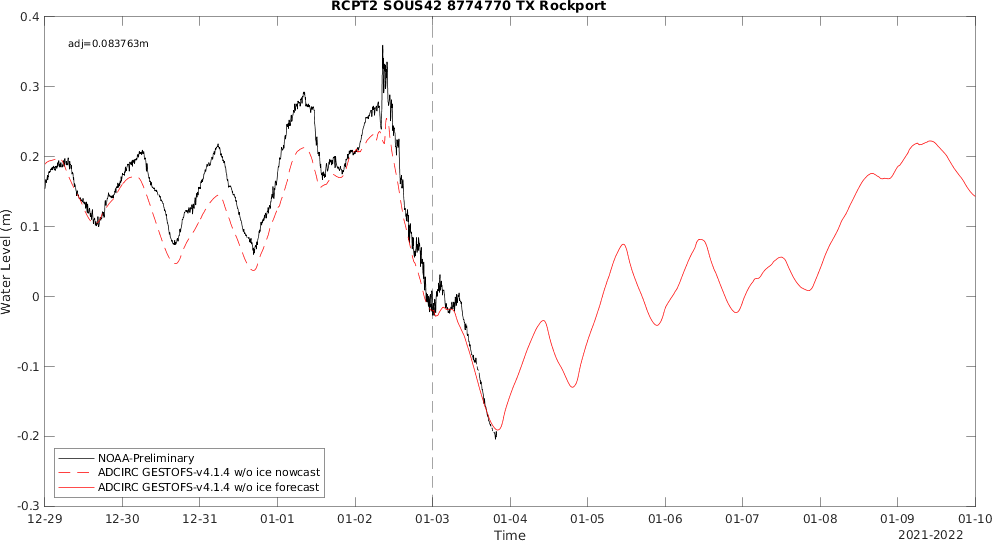 RCPT2 SOUS42 8774770 TX Rockport
adj=0.083763m
0.4
0.3
0.2
0.1
0
-0.1
-0.2
-0.3
Water Level (m)
NOAA-Preliminary
ADCIRC GESTOFS-v4.1.4 w/o ice nowcast
ADCIRC GESTOFS-v4.1.4 w/o ice forecast
12-29 12-30 12-31 01-01 01-02 01-03 01-04 01-05 01-06 01-07 01-08 01-09 01-10
Time
2021-2022